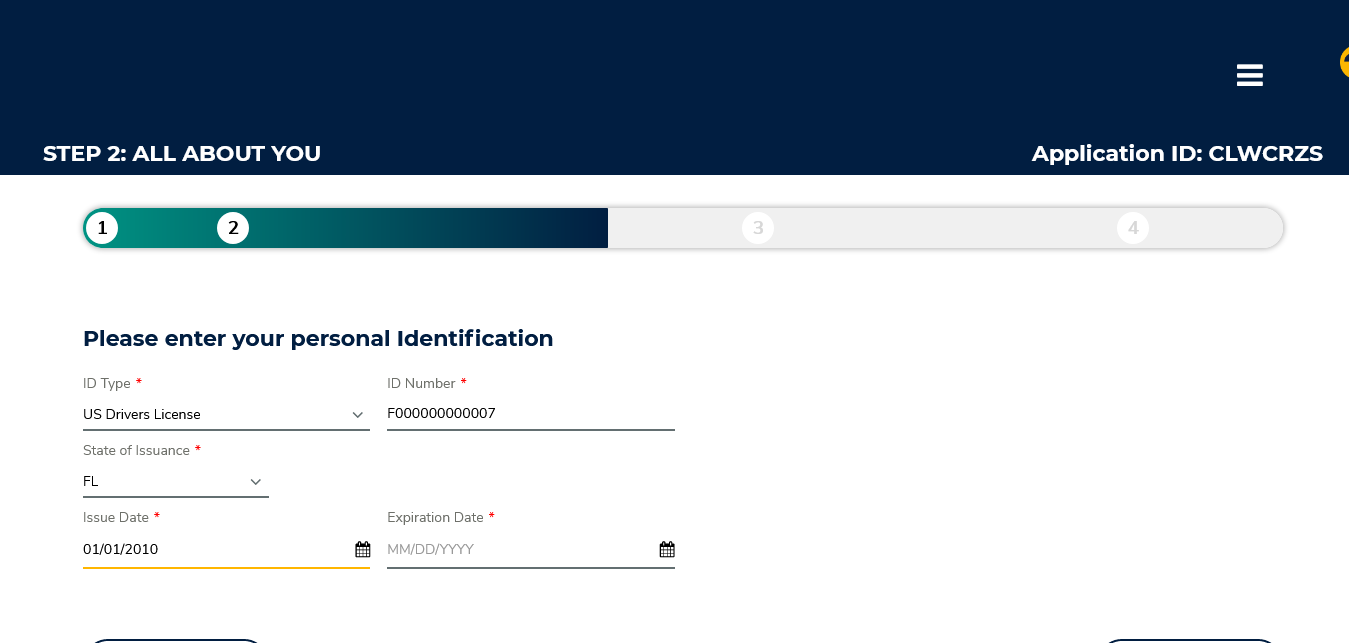 STEP 2: ALL ABOUT YOU
Application ID: CLWCRZS
1 2 3 4
Please enter your personal Identification
ID Type * ID Number *
US Drivers License F000000000007
State of Issuance *
FL
Issue Date * Expiration Date *
01/01/2010 MM/DD/YYYY